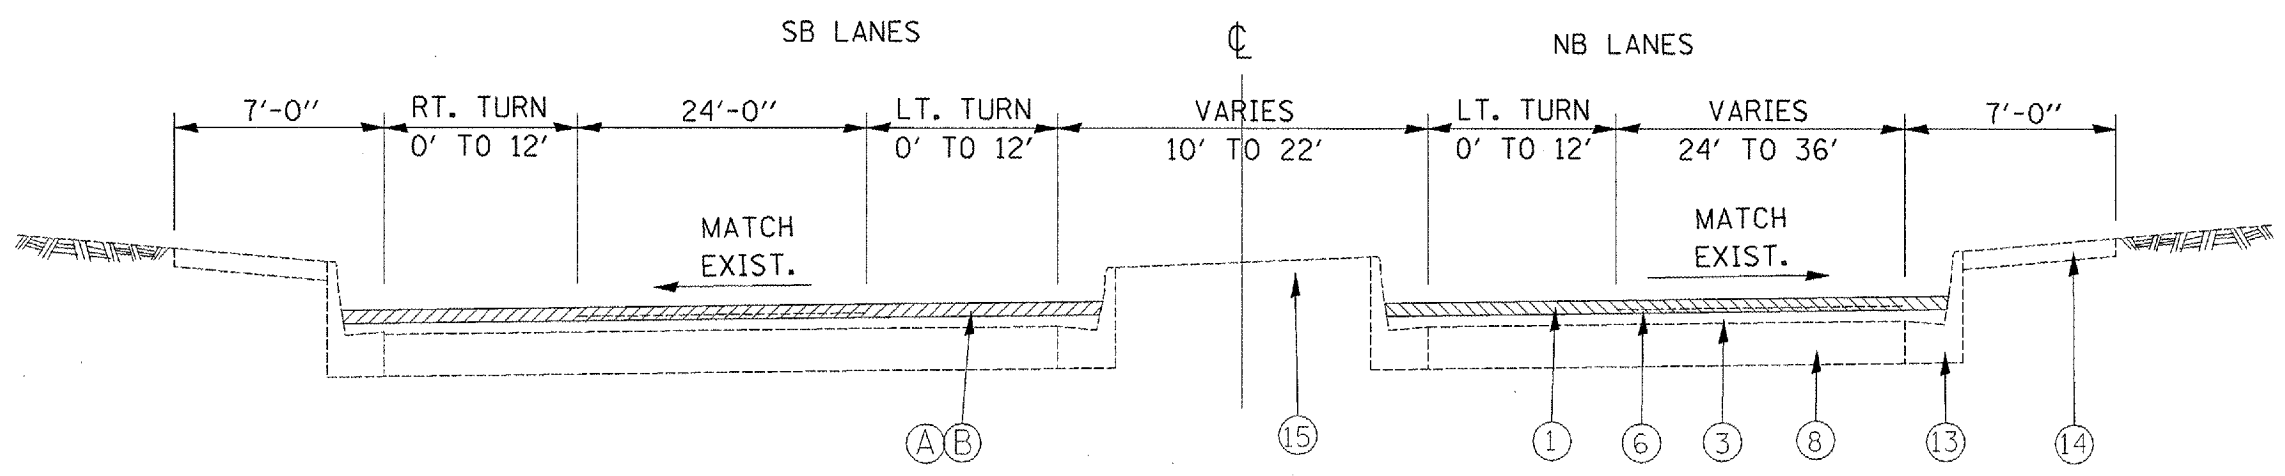 SB LANES
℄
NB LANES
7'-0"
RT. TURN
0' TO 12'
24'-0"
LT. TURN
0' TO 12'
VARIES
10' TO 22'
LT. TURN
0' TO 12'
VARIES
24' TO 36'
7'-0"
MATCH
EXIST.
MATCH
EXIST.
A B
15
1
6
3
8
13
14